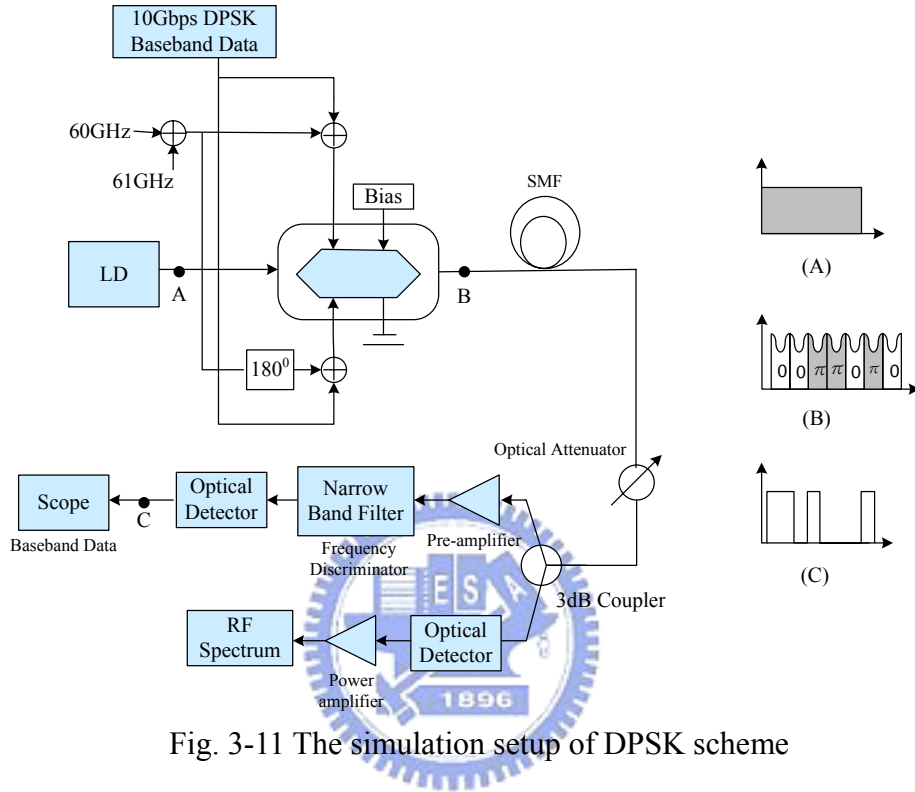 10Gbps DPSK
Baseband Data
60GHz
61GHz
Bias
SMF
LD
A
B
180⁰
(A)
0 0 π π 0 π 0
(B)
Optical Attenuator
Scope
C
Optical
Detector
Narrow
Band Filter
Pre-amplifier
Baseband Data
Frequency
Discriminator
3dB Coupler
(C)
RF
Spectrum
Optical
Detector
Power
amplifier
E S A
1896
Fig. 3-11 The simulation setup of DPSK scheme